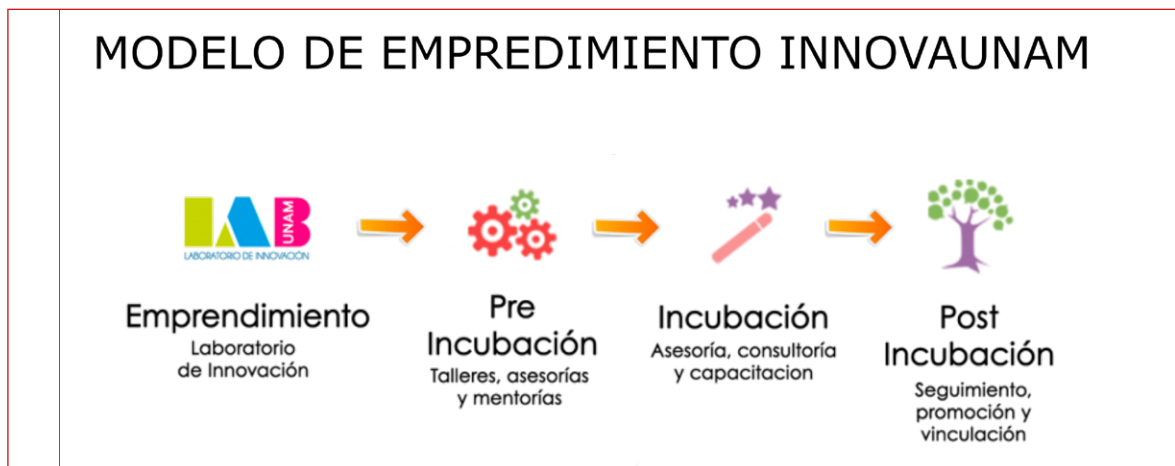 MODELO DE EMPREDIMIENTO INNOVAUNAM
LAB
UNAM
LABORATORIO DE INNOVACIÓN
Emprendimiento
Laboratorio
de Innovación
Pre
Incubación
Talleres, asesorías
y mentorías
Incubación
Asesoría, consultoría
y capacitacion
Post
Incubación
Seguimiento,
promoción y
vinculación